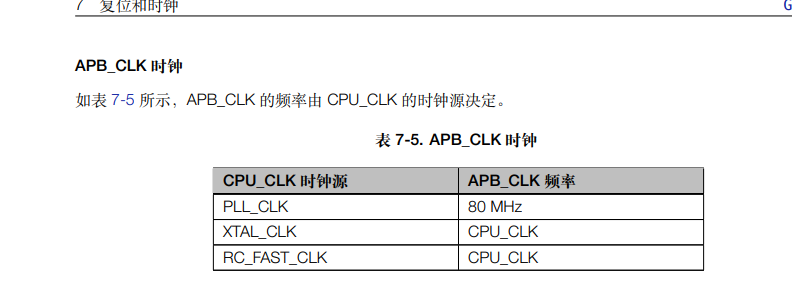 7 复位和时钟 G
APB_CLK 时钟
如表 7-5 所示，APB_CLK 的频率由 CPU_CLK 的时钟源决定。
表 7-5. APB_CLK 时钟
CPU_CLK 时钟源 APB_CLK 频率
PLL_CLK 80 MHz
XTAL_CLK CPU_CLK
RC_FAST_CLK CPU_CLK